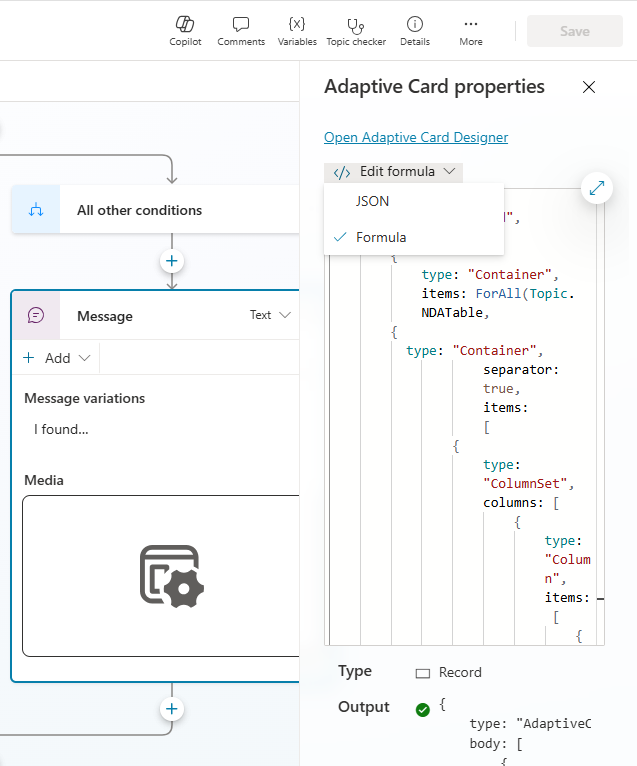 Copilot
Comments
Variables
Topic checker
Details
More
Save
Adaptive Card properties
Open Adaptive Card Designer
Edit formula
JSON
Formula
",
{
type: "Container",
items: ForAll(Topic.
NDATable,
{
type: "Container",
separator:
true,
items:
[
{
type:
"ColumnSet",
columns: [
{
type:
"Colum
n",
items:
[
{
Type
Record
Output
{
type: "AdaptiveC
body: [
{
All other conditions
Message
Text
Add
Message variations
I found...
Media